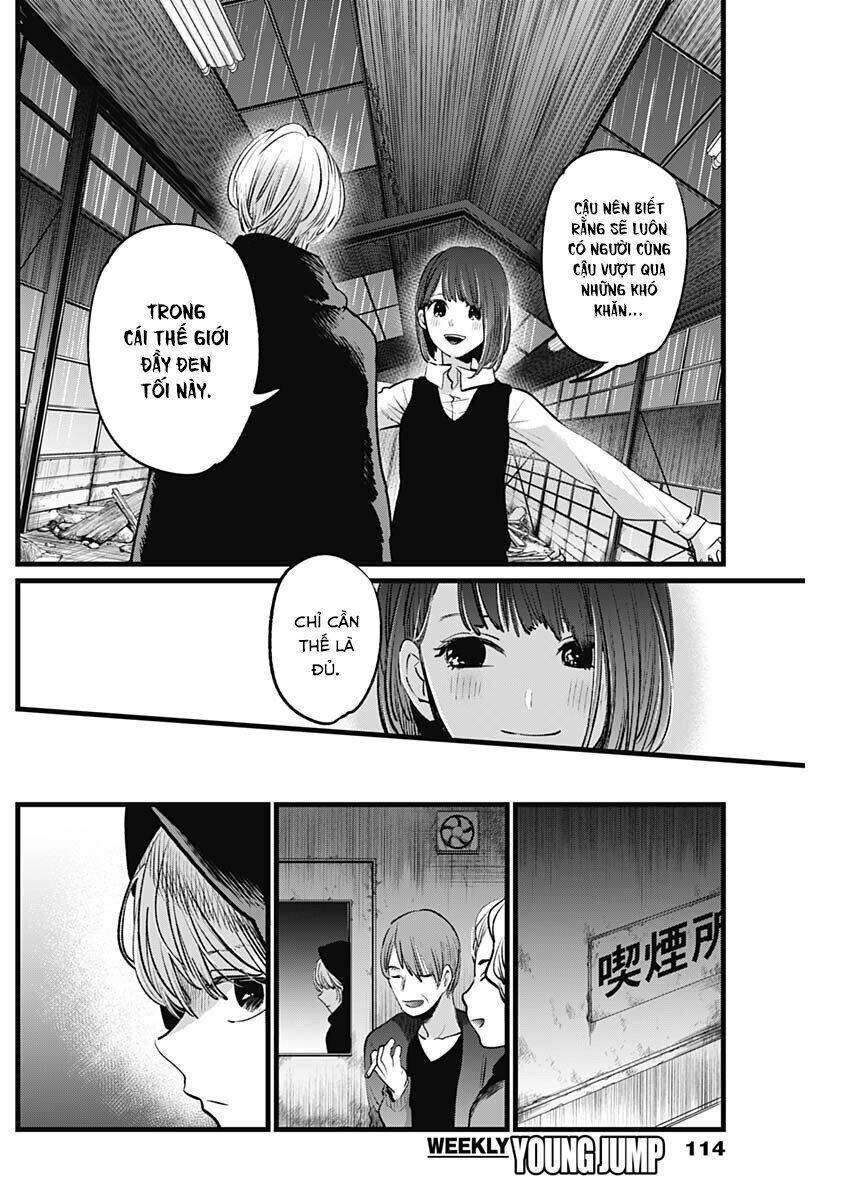 CẬU NÊN BIẾT
RẰNG SẼ LUÔN
CÓ NGƯỜI CÙNG
CẬU VƯỢT QUA
NHỮNG KHÓ
KHĂN...
TRONG
CÁI THẾ GIỚI
ĐẦY ĐEN
TỐI NÀY.
CHỈ CẦN
THẾ LÀ
ĐỦ.
喫煙所
WEEKLY YOUNG JUMP 114